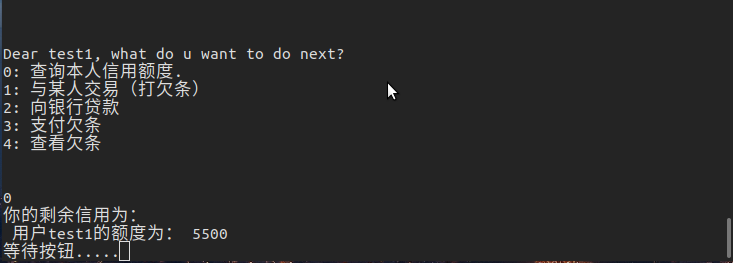 Dear test1, what do u want to do next?
0: 查询本人信用额度.
1: 与某人交易（打欠条）
2: 向银行贷款
3: 支付欠条
4: 查看欠条
0
你的剩余信用为:
用户test1的额度为: 5500
等待按钮.....